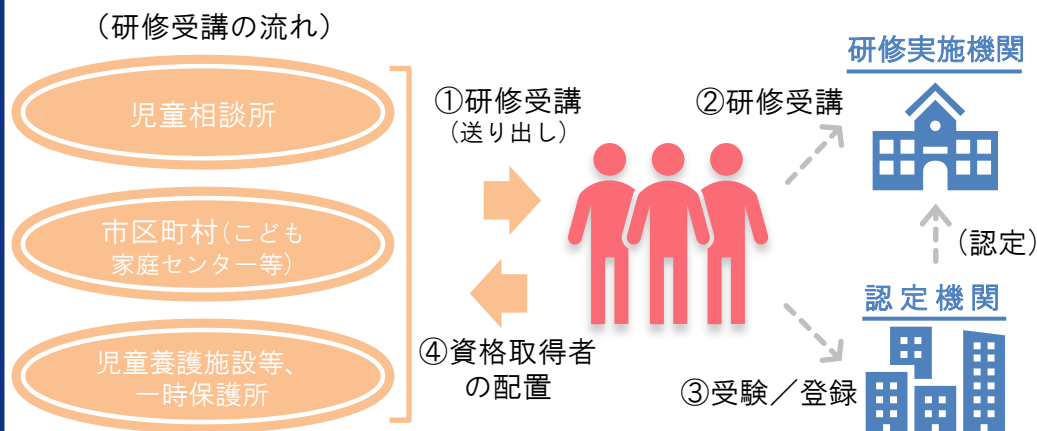 （研修受講の流れ）
児童相談所
市区町村(こども
家庭センター等)
児童養護施設等、
一時保護所
①研修受講
（送り出し）
④資格取得者
の配置
②研修受講
③受験／登録
研修実施機関
（認定）
認定機関